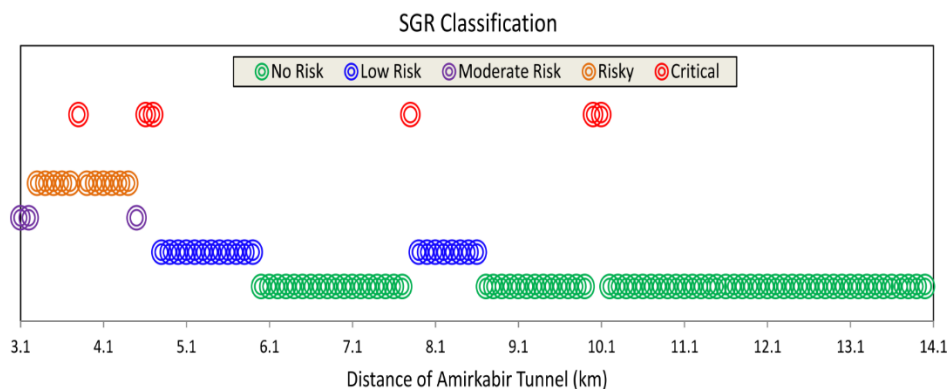 SGR Classification
No Risk Low Risk Moderate Risk Risky Critical
3.1 4.1 5.1 6.1 7.1 8.1 9.1 10.1 11.1 12.1 13.1 14.1
Distance of Amirkabir Tunnel (km)